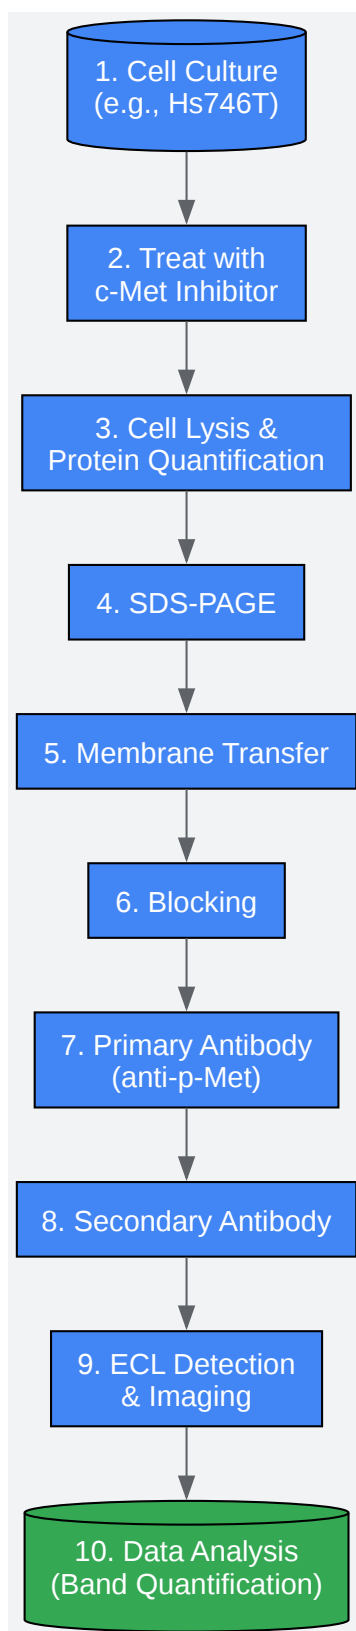 1. Cell Culture
(e.g., Hs746T)
2. Treat with
c-Met Inhibitor
3. Cell Lysis &
Protein Quantification
4. SDS-PAGE
5. Membrane Transfer
6. Blocking
7. Primary Antibody
(anti-p-Met)
8. Secondary Antibody
9. ECL Detection
& Imaging
10. Data Analysis
(Band Quantification)